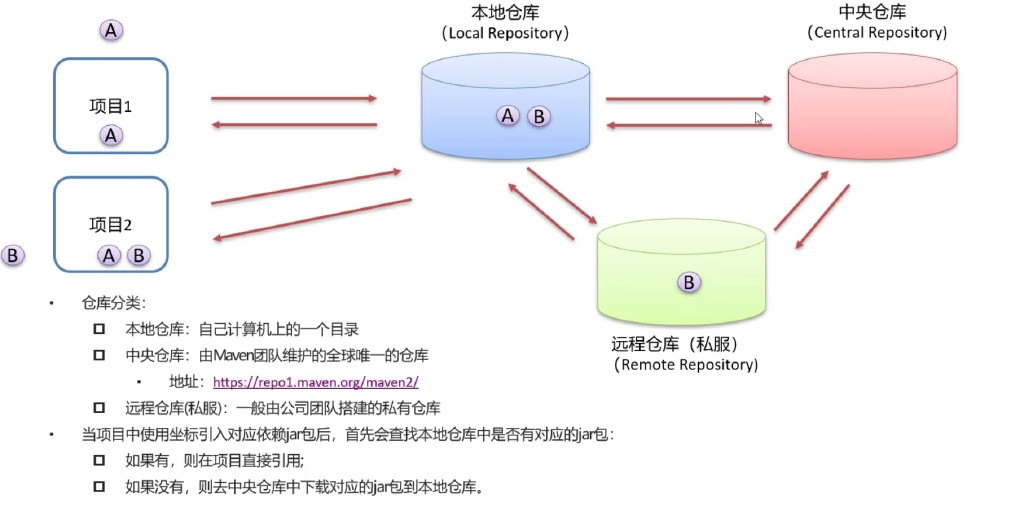 本地仓库
（Local Repository）
中央仓库
（Central Repository)
A
项目1
A
A B
项目2
A B
B
B
远程仓库（私服）
（Remote Repository)
• 仓库分类：
本地仓库：自己计算机上的一个目录
中央仓库：由Maven团队维护的全球唯一的仓库
• 地址：https://repo1.maven.org/maven2/
远程仓库(私服)：一般由公司团队搭建的私有仓库
• 当项目中使用坐标引入对应依赖jar包后，首先会查找本地仓库中是否有对应的jar包：
如果有，则在项目直接引用;
如果没有，则去中央仓库中下载对应的jar包到本地仓库。